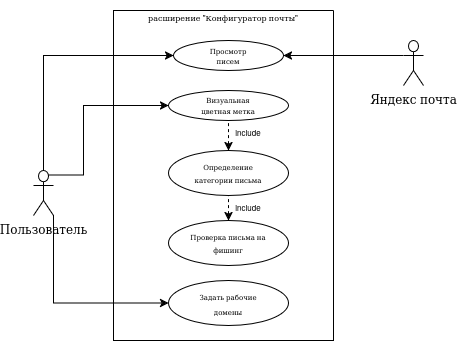 расширение "Конфигуратор почты"
Просмотр
писем
Яндекс почта
Визуальная
цветная метка
Include
Определение
категории письма
Include
Пользователь
Проверка письма на
фишинг
Задать рабочие
домены